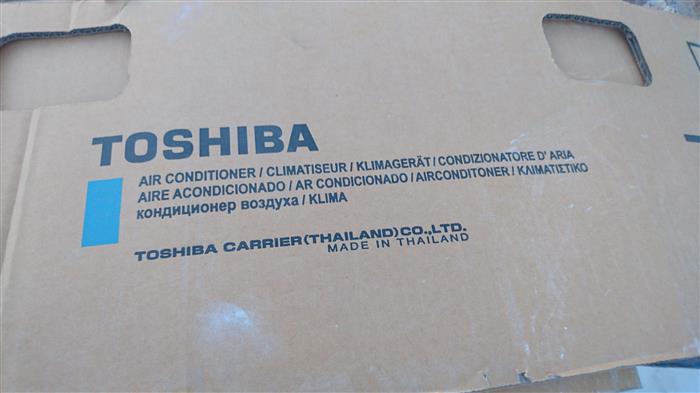 TOSHIBA
AIR CONDITIONER / CLIMATISEUR / KLIMAGERÄT / CONDIZIONATORE D' ARIA
AIRE ACONDICIONADO / AR CONDICIONADO / AIRCONDITONER / ΚΛΙΜΑΤΙΣΤΙΚΟ
кондиционер воздуха / KLIMA
TOSHIBA CARRIER(THAILAND)CO.,LTD.
MADE IN THAILAND